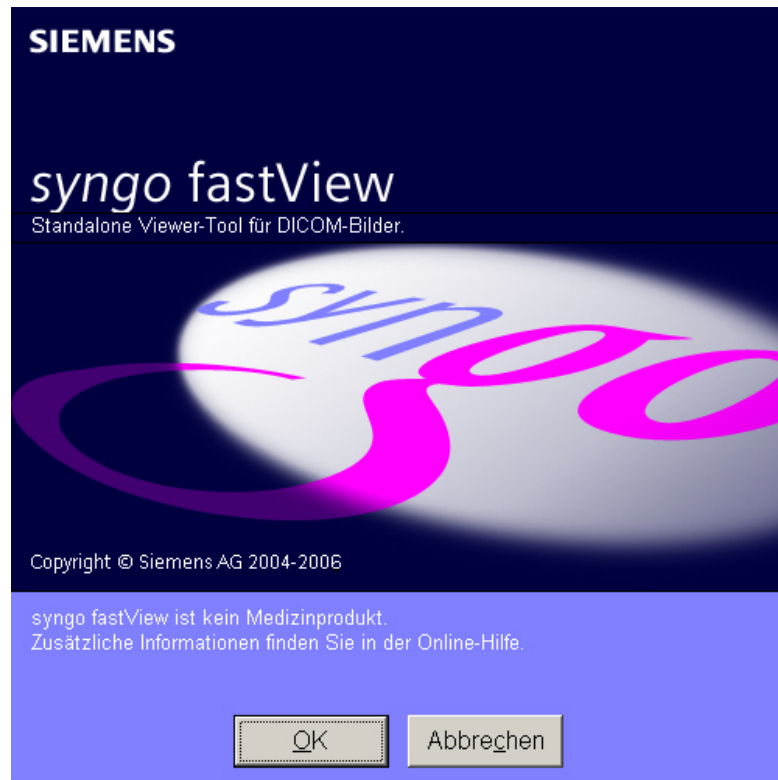 SIEMENS
syngo fastView
Standalone Viewer-Tool für DICOM-Bilder.
syngo
Copyright © Siemens AG 2004-2006
syngo fastView ist kein Medizinprodukt.
Zusätzliche Informationen finden Sie in der Online-Hilfe.
OK
Abbrechen